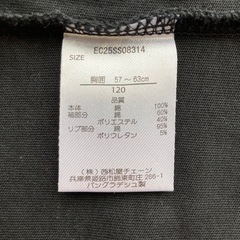 EC25SS08314
SIZE
胸囲 57～63cm
120
品質
本体 綿 100%
袖部分 綿 60%
ポリエステル 40%
リブ部分 綿 95%
ポリウレタン 5%
(株)西松屋チェーン
兵庫県姫路市飾東町庄266-1
バングラデシュ製